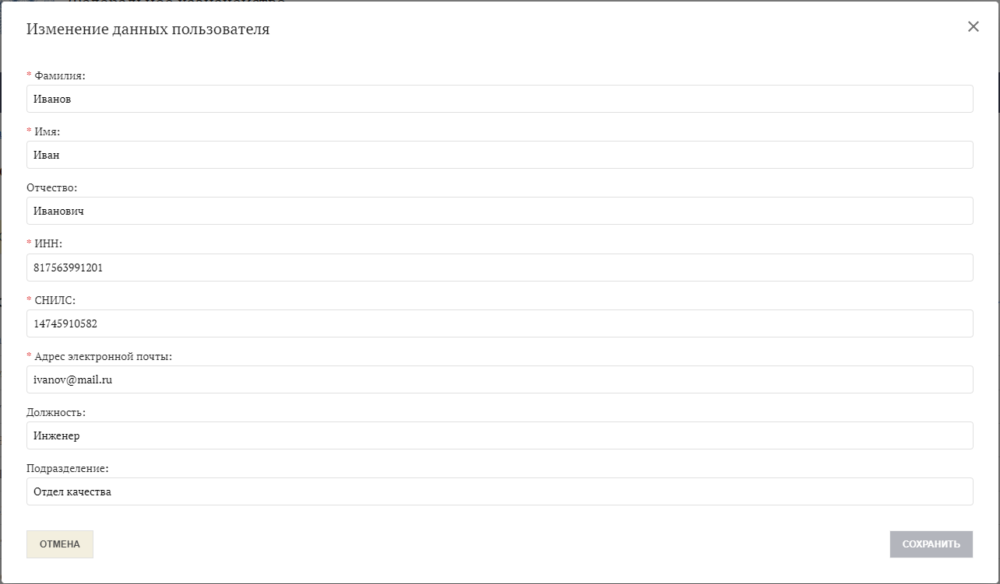 Изменение данных пользователя
* Фамилия:
Иванов
* Имя:
Иван
Отчество:
Иванович
* ИНН:
817563991201
* СНИЛС:
14745910582
* Адрес электронной почты:
ivanov@mail.ru
Должность:
Инженер
Подразделение:
Отдел качества
ОТМЕНА
СОХРАНИТЬ